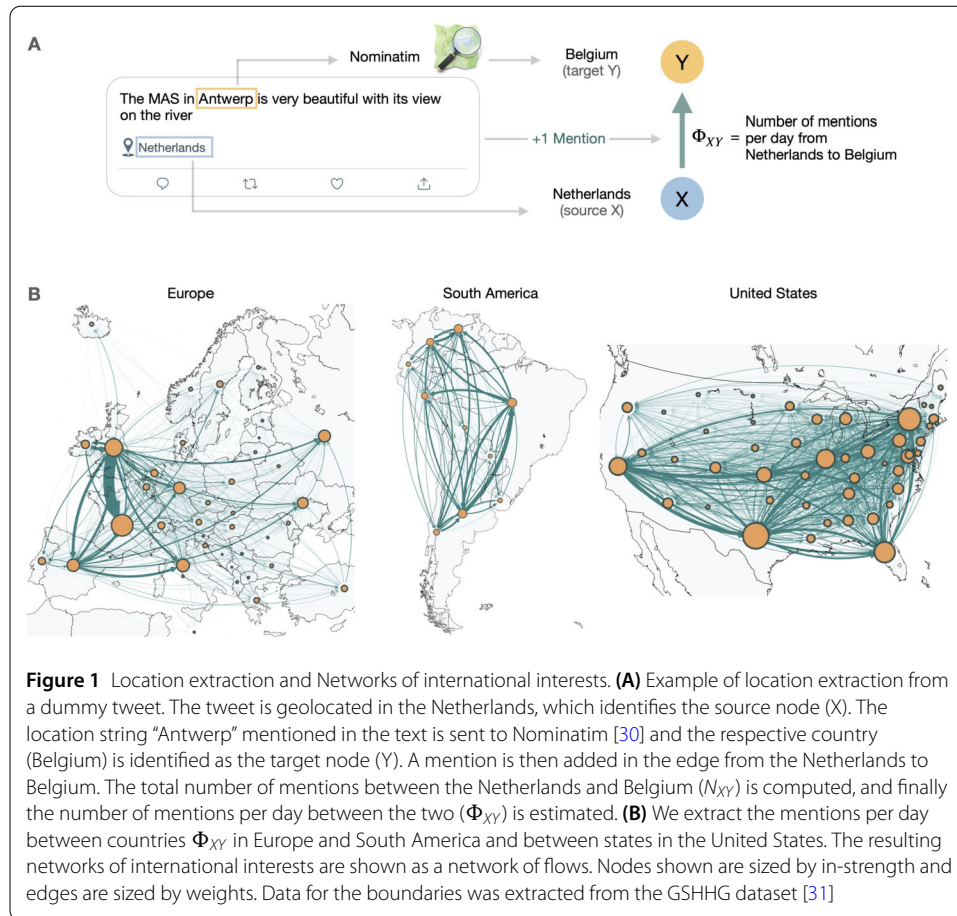 A
Nominatim
Belgium
(target Y)
Y
The MAS in Antwerp is very beautiful with its view
on the river
Netherlands
+1 Mention
Φ_XY = Number of mentions
per day from
Netherlands to Belgium
Netherlands
(source X)
X
B
Europe
South America
United States
Figure 1 Location extraction and Networks of international interests. (A) Example of location extraction from
a dummy tweet. The tweet is geolocated in the Netherlands, which identifies the source node (X). The
location string “Antwerp” mentioned in the text is sent to Nominatim [30] and the respective country
(Belgium) is identified as the target node (Y). A mention is then added in the edge from the Netherlands to
Belgium. The total number of mentions between the Netherlands and Belgium (N_XY) is computed, and finally
the number of mentions per day between the two (Φ_XY) is estimated. (B) We extract the mentions per day
between countries Φ_XY in Europe and South America and between states in the United States. The resulting
networks of international interests are shown as a network of flows. Nodes shown are sized by in-strength and
edges are sized by weights. Data for the boundaries was extracted from the GSHHG dataset [31]